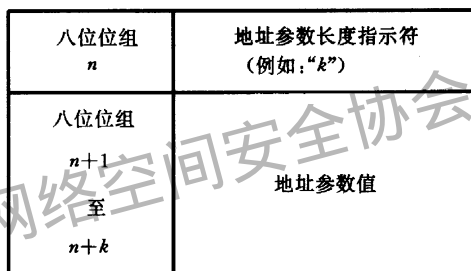 八位位组
n
地址参数长度指示符
(例如:“k”)
八位位组
n+1
至
n+k
地址参数值
网络空间安全协会